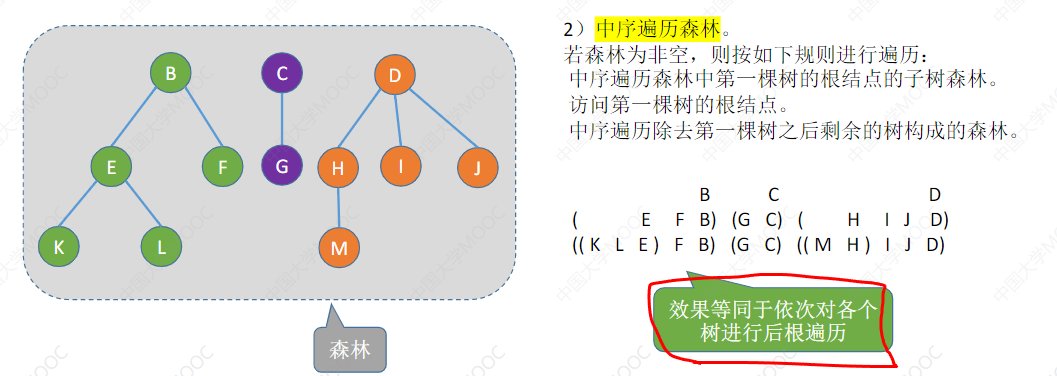 B
C
D
E
F
G
H
I
J
K
L
M
森林
2）中序遍历森林。
若森林为非空，则按如下规则进行遍历：
中序遍历森林中第一棵树的根结点的子树森林。
访问第一棵树的根结点。
中序遍历除去第一棵树之后剩余的树构成的森林。
B C D
( E F B) (G C) ( H I J D)
(( K L E ) F B) (G C) (( M H ) I J D)
效果等同于依次对各个
树进行后根遍历
中国大学MOOC